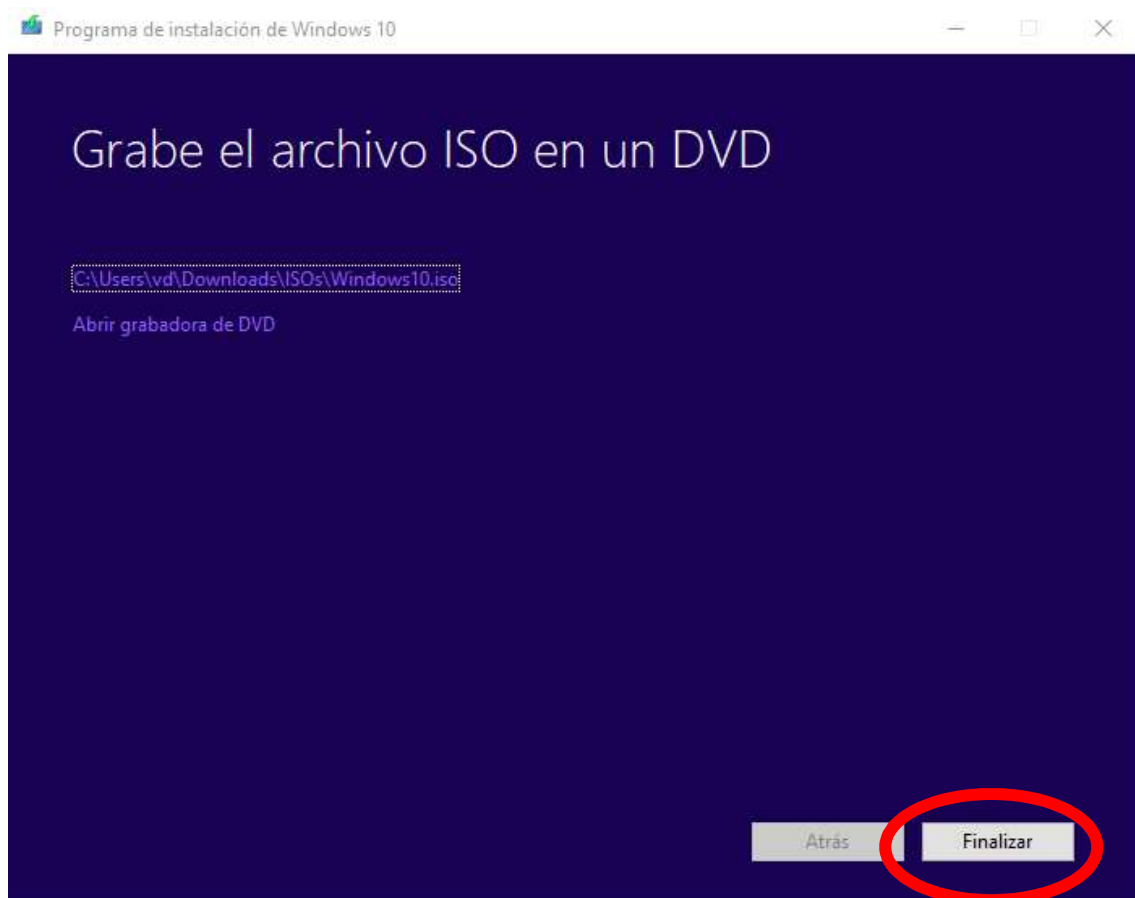 Programa de instalación de Windows 10
Grabe el archivo ISO en un DVD
C:\Users\vd\Downloads\ISOs\Windows10.iso
Abrir grabadora de DVD
Atrás
Finalizar